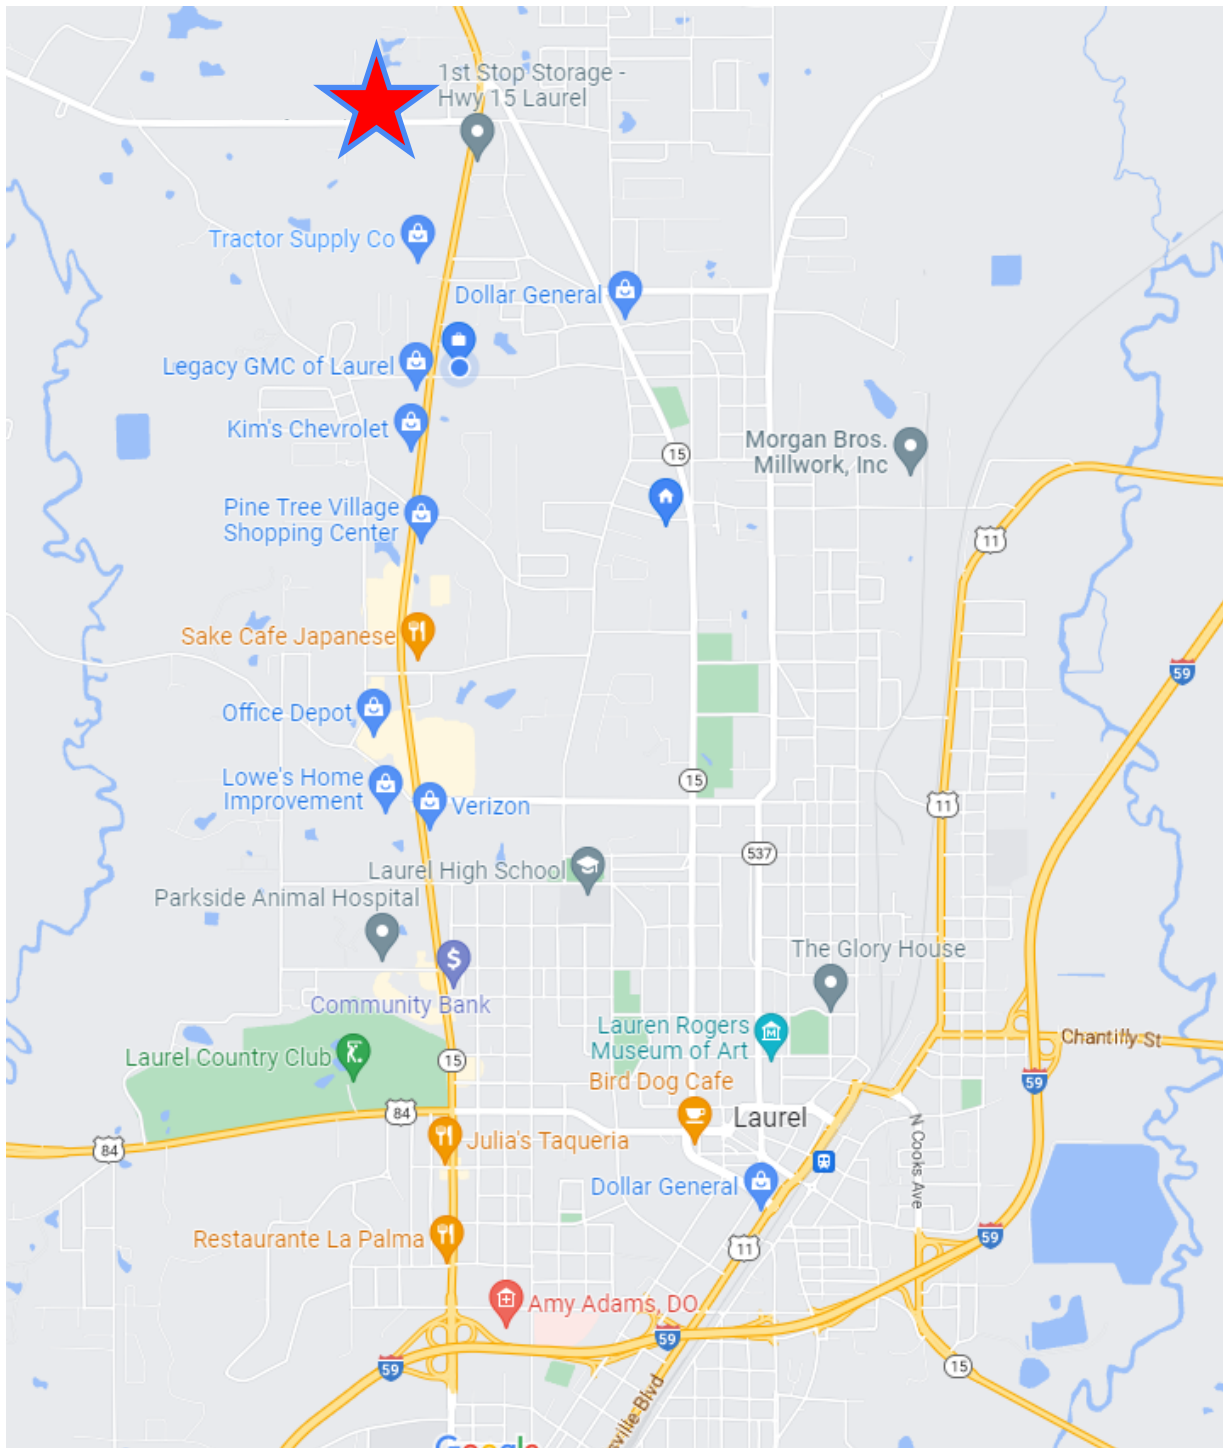 1st Stop Storage -
Hwy 15 Laurel
Tractor Supply Co
Dollar General
Legacy GMC of Laurel
Kim's Chevrolet
Morgan Bros.
Millwork, Inc
15
Pine Tree Village
Shopping Center
11
Sake Cafe Japanese
59
Office Depot
Lowe's Home
Improvement
Verizon
15
11
537
Laurel High School
Parkside Animal Hospital
The Glory House
Community Bank
Lauren Rogers
Museum of Art
Chantilly St
Laurel Country Club
15
59
Bird Dog Cafe
84
Laurel
N Cooks Ave
84
Julia's Taqueria
Dollar General
Restaurante La Palma
11
59
Amy Adams, DO
59
59
15
sville Blvd
Google